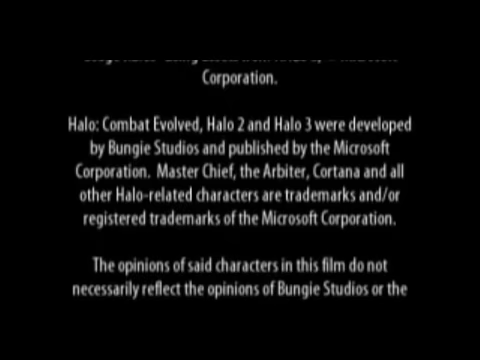 Corporation.
Halo: Combat Evolved, Halo 2 and Halo 3 were developed
by Bungie Studios and published by the Microsoft
Corporation. Master Chief, the Arbiter, Cortana and all
other Halo-related characters are trademarks and/or
registered trademarks of the Microsoft Corporation.
The opinions of said characters in this film do not
necessarily reflect the opinions of Bungie Studios or the